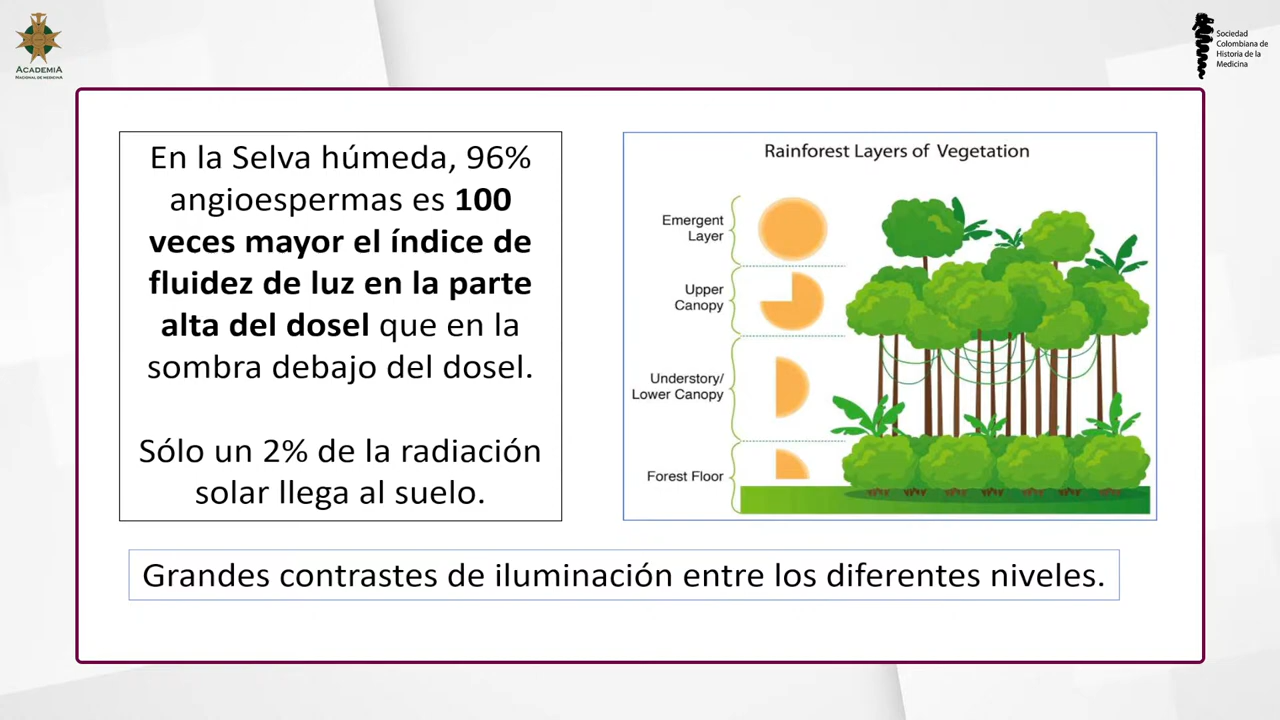 ACADEMIA
NACIONAL DE MEDICINA
Sociedad
Colombiana de
Historia de la
Medicina
En la Selva húmeda, 96%
angioespermas es 100
veces mayor el índice de
fluidez de luz en la parte
alta del dosel que en la
sombra debajo del dosel.
Sólo un 2% de la radiación
solar llega al suelo.
Rainforest Layers of Vegetation
Emergent
Layer
Upper
Canopy
Understory/
Lower Canopy
Forest Floor
Grandes contrastes de iluminación entre los diferentes niveles.